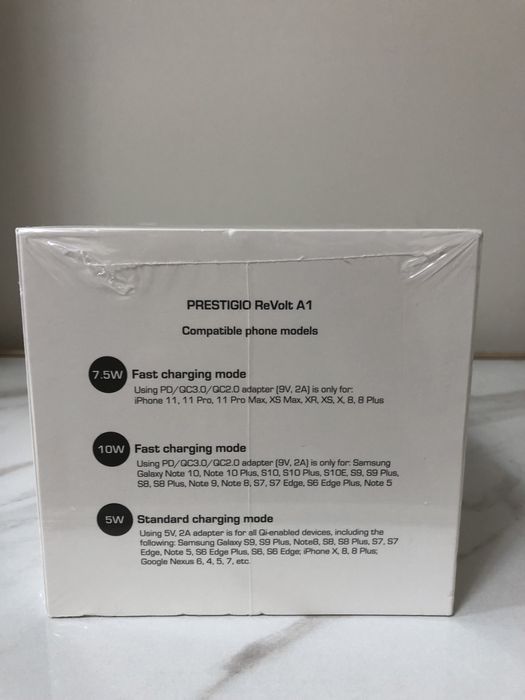 PRESTIGIO ReVolt A1
Compatible phone models
7.5W Fast charging mode
Using PD/QC3.0/QC2.0 adapter (9V, 2A) is only for:
iPhone 11, 11 Pro, 11 Pro Max, XS Max, XR, XS, X, 8, 8 Plus
10W Fast charging mode
Using PD/QC3.0/QC2.0 adapter (9V, 2A) is only for: Samsung
Galaxy Note 10, Note 10 Plus, S10, S10 Plus, S10E, S9, S9 Plus,
S8, S8 Plus, Note 9, Note 8, S7, S7 Edge, S6 Edge Plus, Note 5
5W Standard charging mode
Using 5V, 2A adapter is for all Qi-enabled devices, including the
following: Samsung Galaxy S9, S9 Plus, Note8, S8, S8 Plus, S7, S7
Edge, Note 5, S6 Edge Plus, S6, S6 Edge; iPhone X, 8, 8 Plus;
Google Nexus 6, 4, 5, 7, etc.